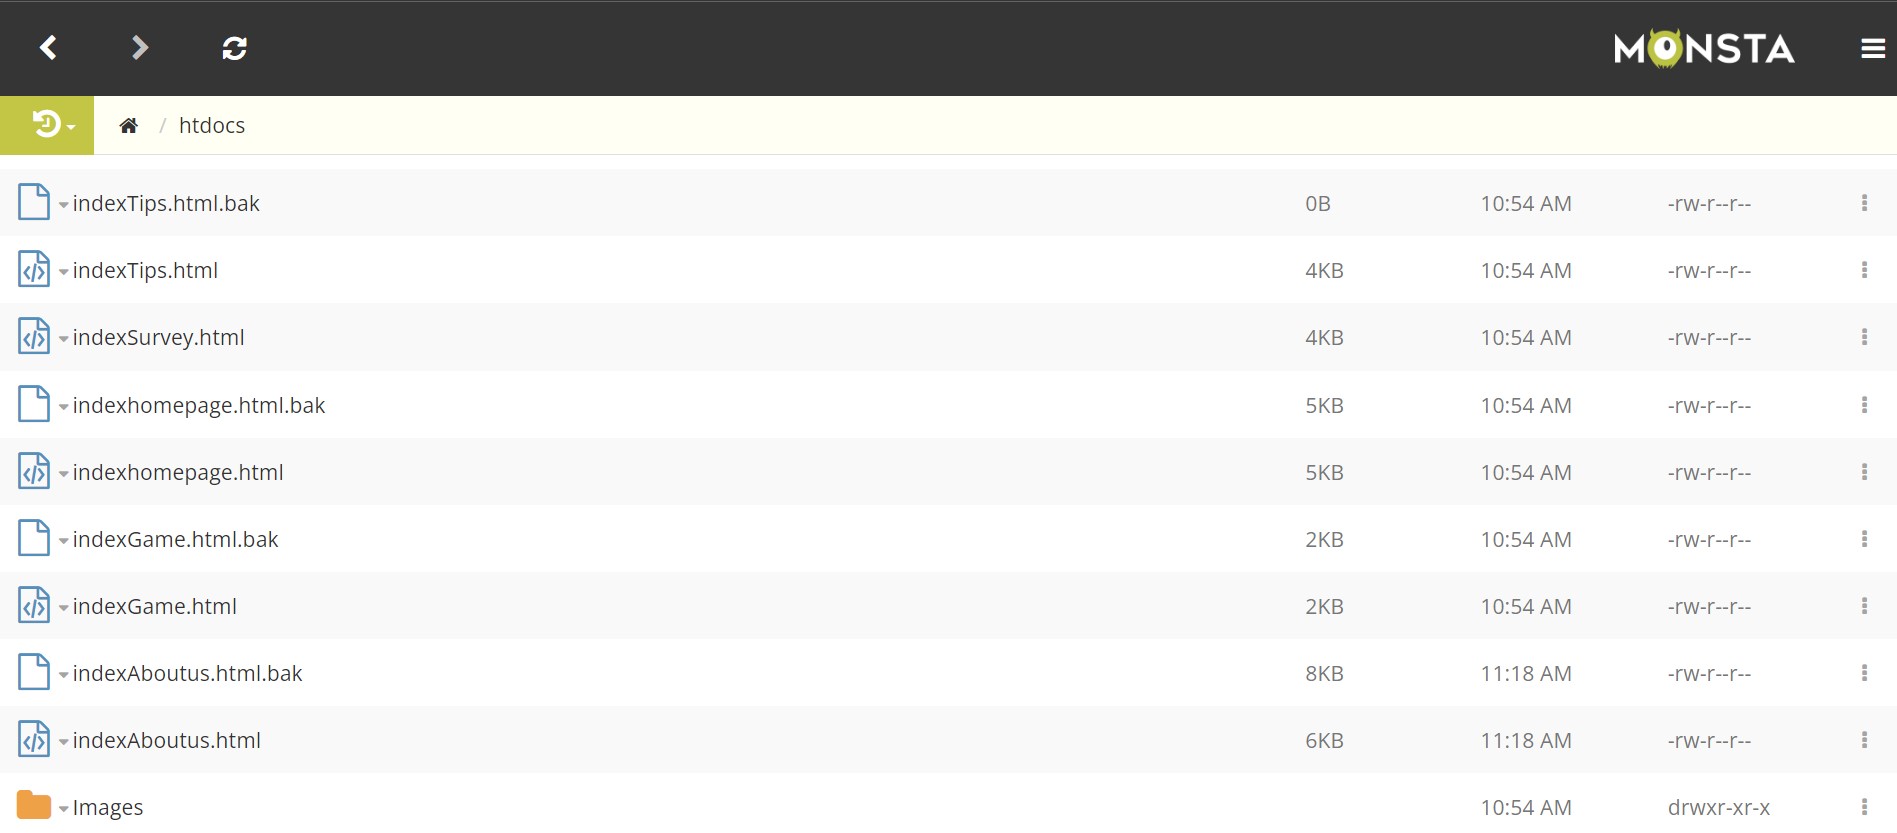 MONSTA
/ htdocs
indexTips.html.bak 0B 10:54 AM -rw-r--r--
indexTips.html 4KB 10:54 AM -rw-r--r--
indexSurvey.html 4KB 10:54 AM -rw-r--r--
indexhomepage.html.bak 5KB 10:54 AM -rw-r--r--
indexhomepage.html 5KB 10:54 AM -rw-r--r--
indexGame.html.bak 2KB 10:54 AM -rw-r--r--
indexGame.html 2KB 10:54 AM -rw-r--r--
indexAboutus.html.bak 8KB 11:18 AM -rw-r--r--
indexAboutus.html 6KB 11:18 AM -rw-r--r--
Images 10:54 AM drwxr-xr-x